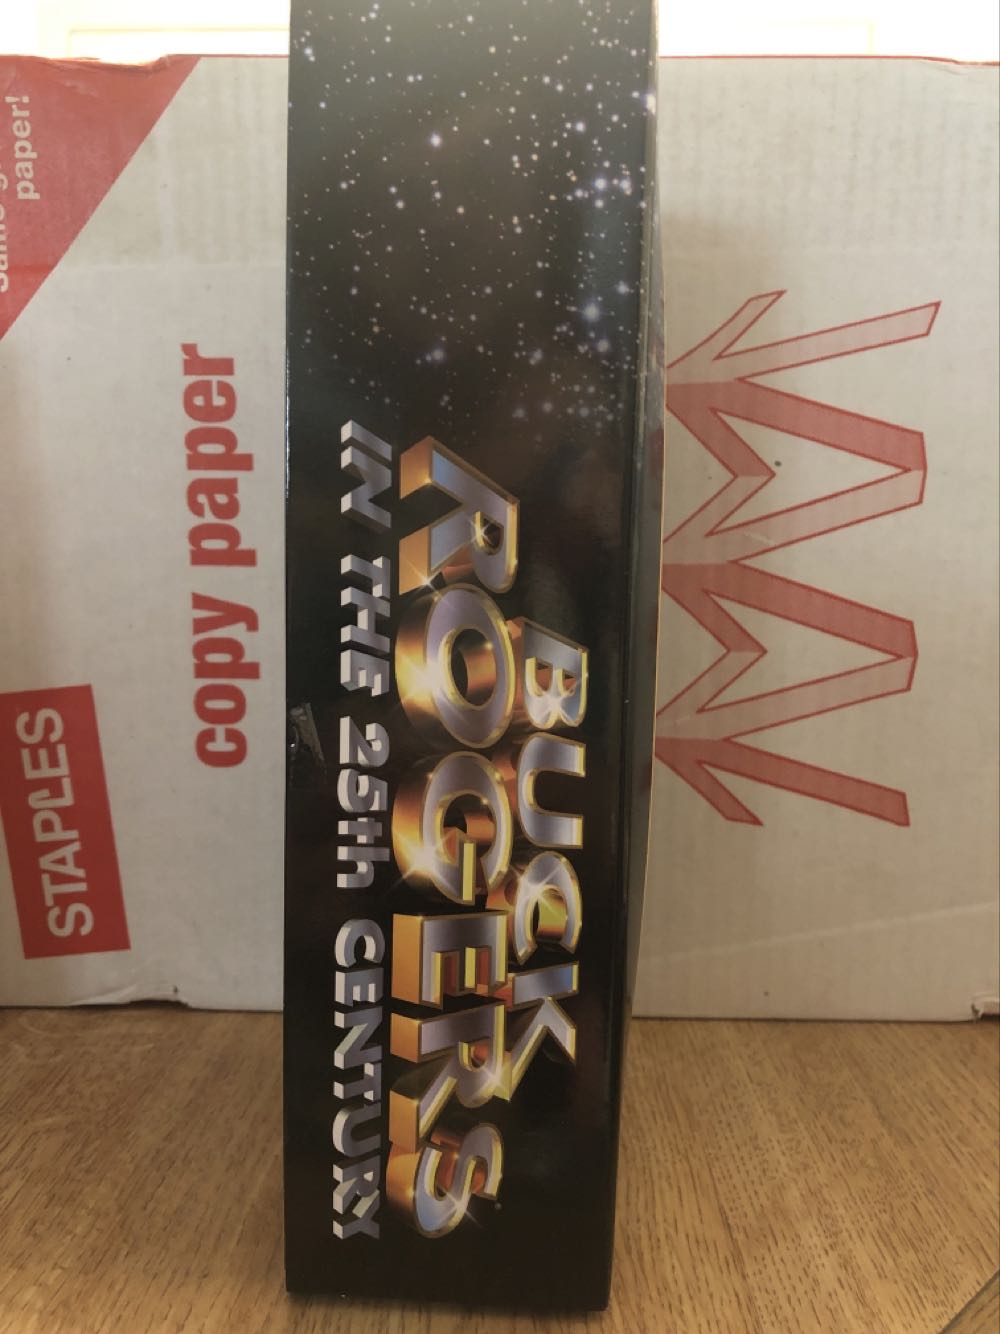 BUCK
ROGERS
IN THE 25th CENTURY
copy paper
STAPLES
paper!